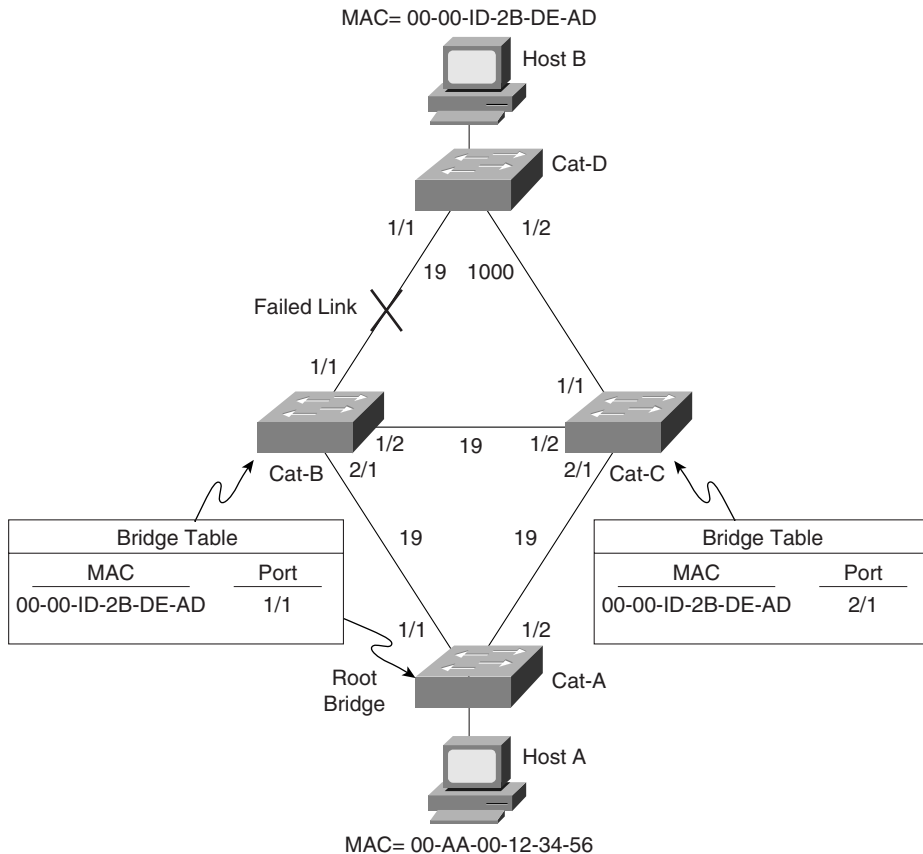 MAC= 00-00-ID-2B-DE-AD
Host B
Cat-D
1/1
1/2
19
1000
Failed Link
1/1
1/1
1/2
19
1/2
Cat-B
2/1
2/1
Cat-C
Bridge Table
MAC Port
00-00-ID-2B-DE-AD 1/1
19
19
Bridge Table
MAC Port
00-00-ID-2B-DE-AD 2/1
1/1
1/2
Root
Bridge
Cat-A
Host A
MAC= 00-AA-00-12-34-56